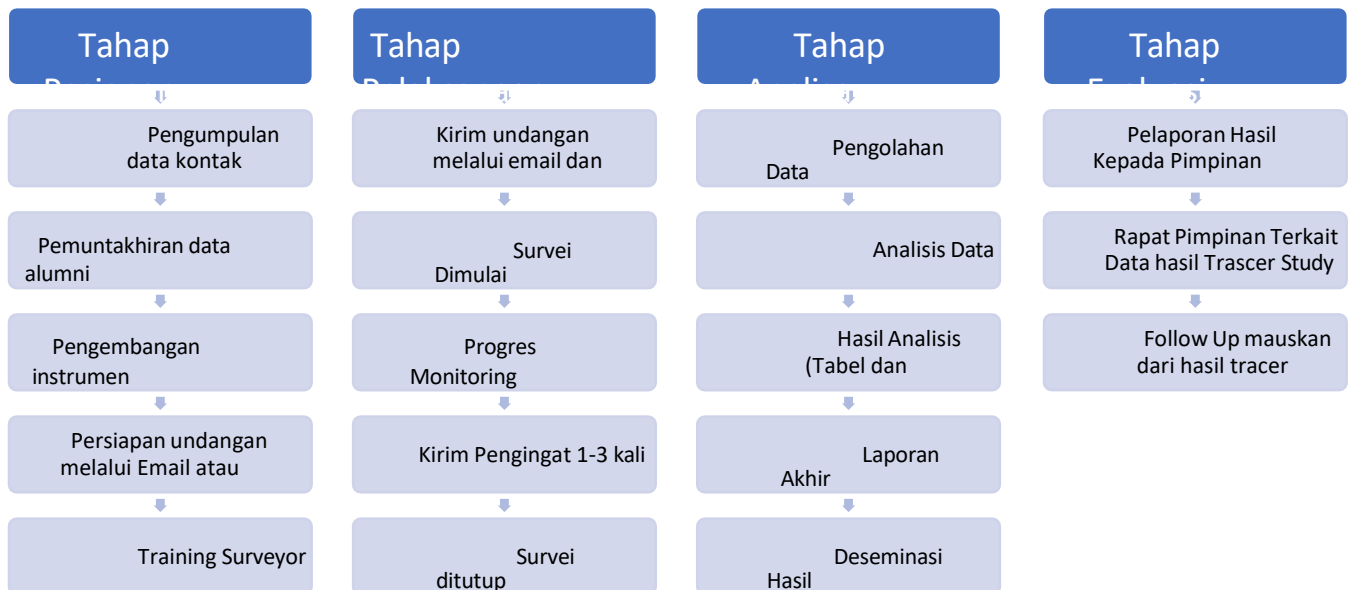 Tahap
Pengumpulan
data kontak
Pemuntakhiran data
alumni
Pengembangan
instrumen
Persiapan undangan
melalui Email atau
Training Surveyor
Tahap
Kirim undangan
melalui email dan
Survei
Dimulai
Progres
Monitoring
Kirim Pengingat 1-3 kali
Survei
ditutup
Tahap
Pengolahan
Data
Analisis Data
Hasil Analisis
(Tabel dan
Laporan
Akhir
Deseminasi
Hasil
Tahap
Pelaporan Hasil
Kepada Pimpinan
Rapat Pimpinan Terkait
Data hasil Trascer Study
Follow Up mauskan
dari hasil tracer